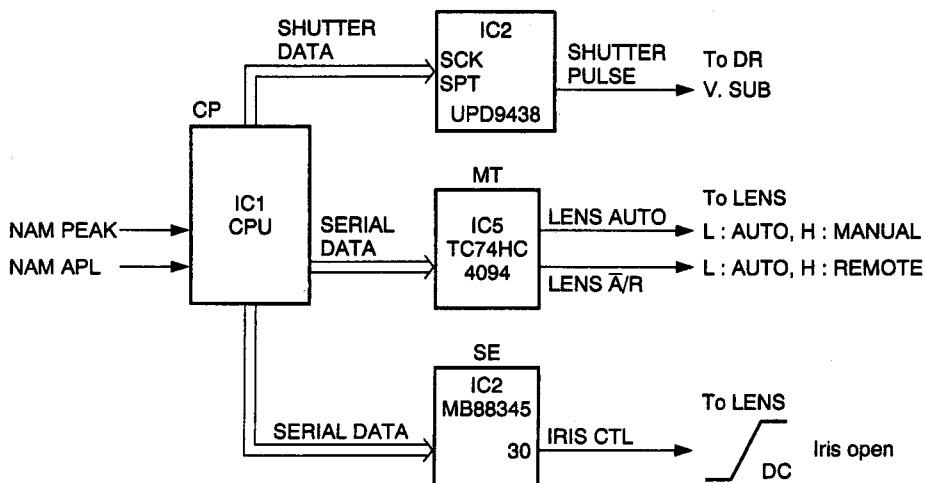 SHUTTER
DATA
IC2
SCK
SPT
UPD9438
SHUTTER
PULSE
To DR
V. SUB
CP
IC1
CPU
NAM PEAK
NAM APL
SERIAL
DATA
MT
IC5
TC74HC
4094
LENS AUTO
LENS A̅/R
To LENS
L : AUTO, H : MANUAL
L : AUTO, H : REMOTE
SERIAL DATA
SE
IC2
MB88345
30
IRIS CTL
To LENS
DC
Iris open